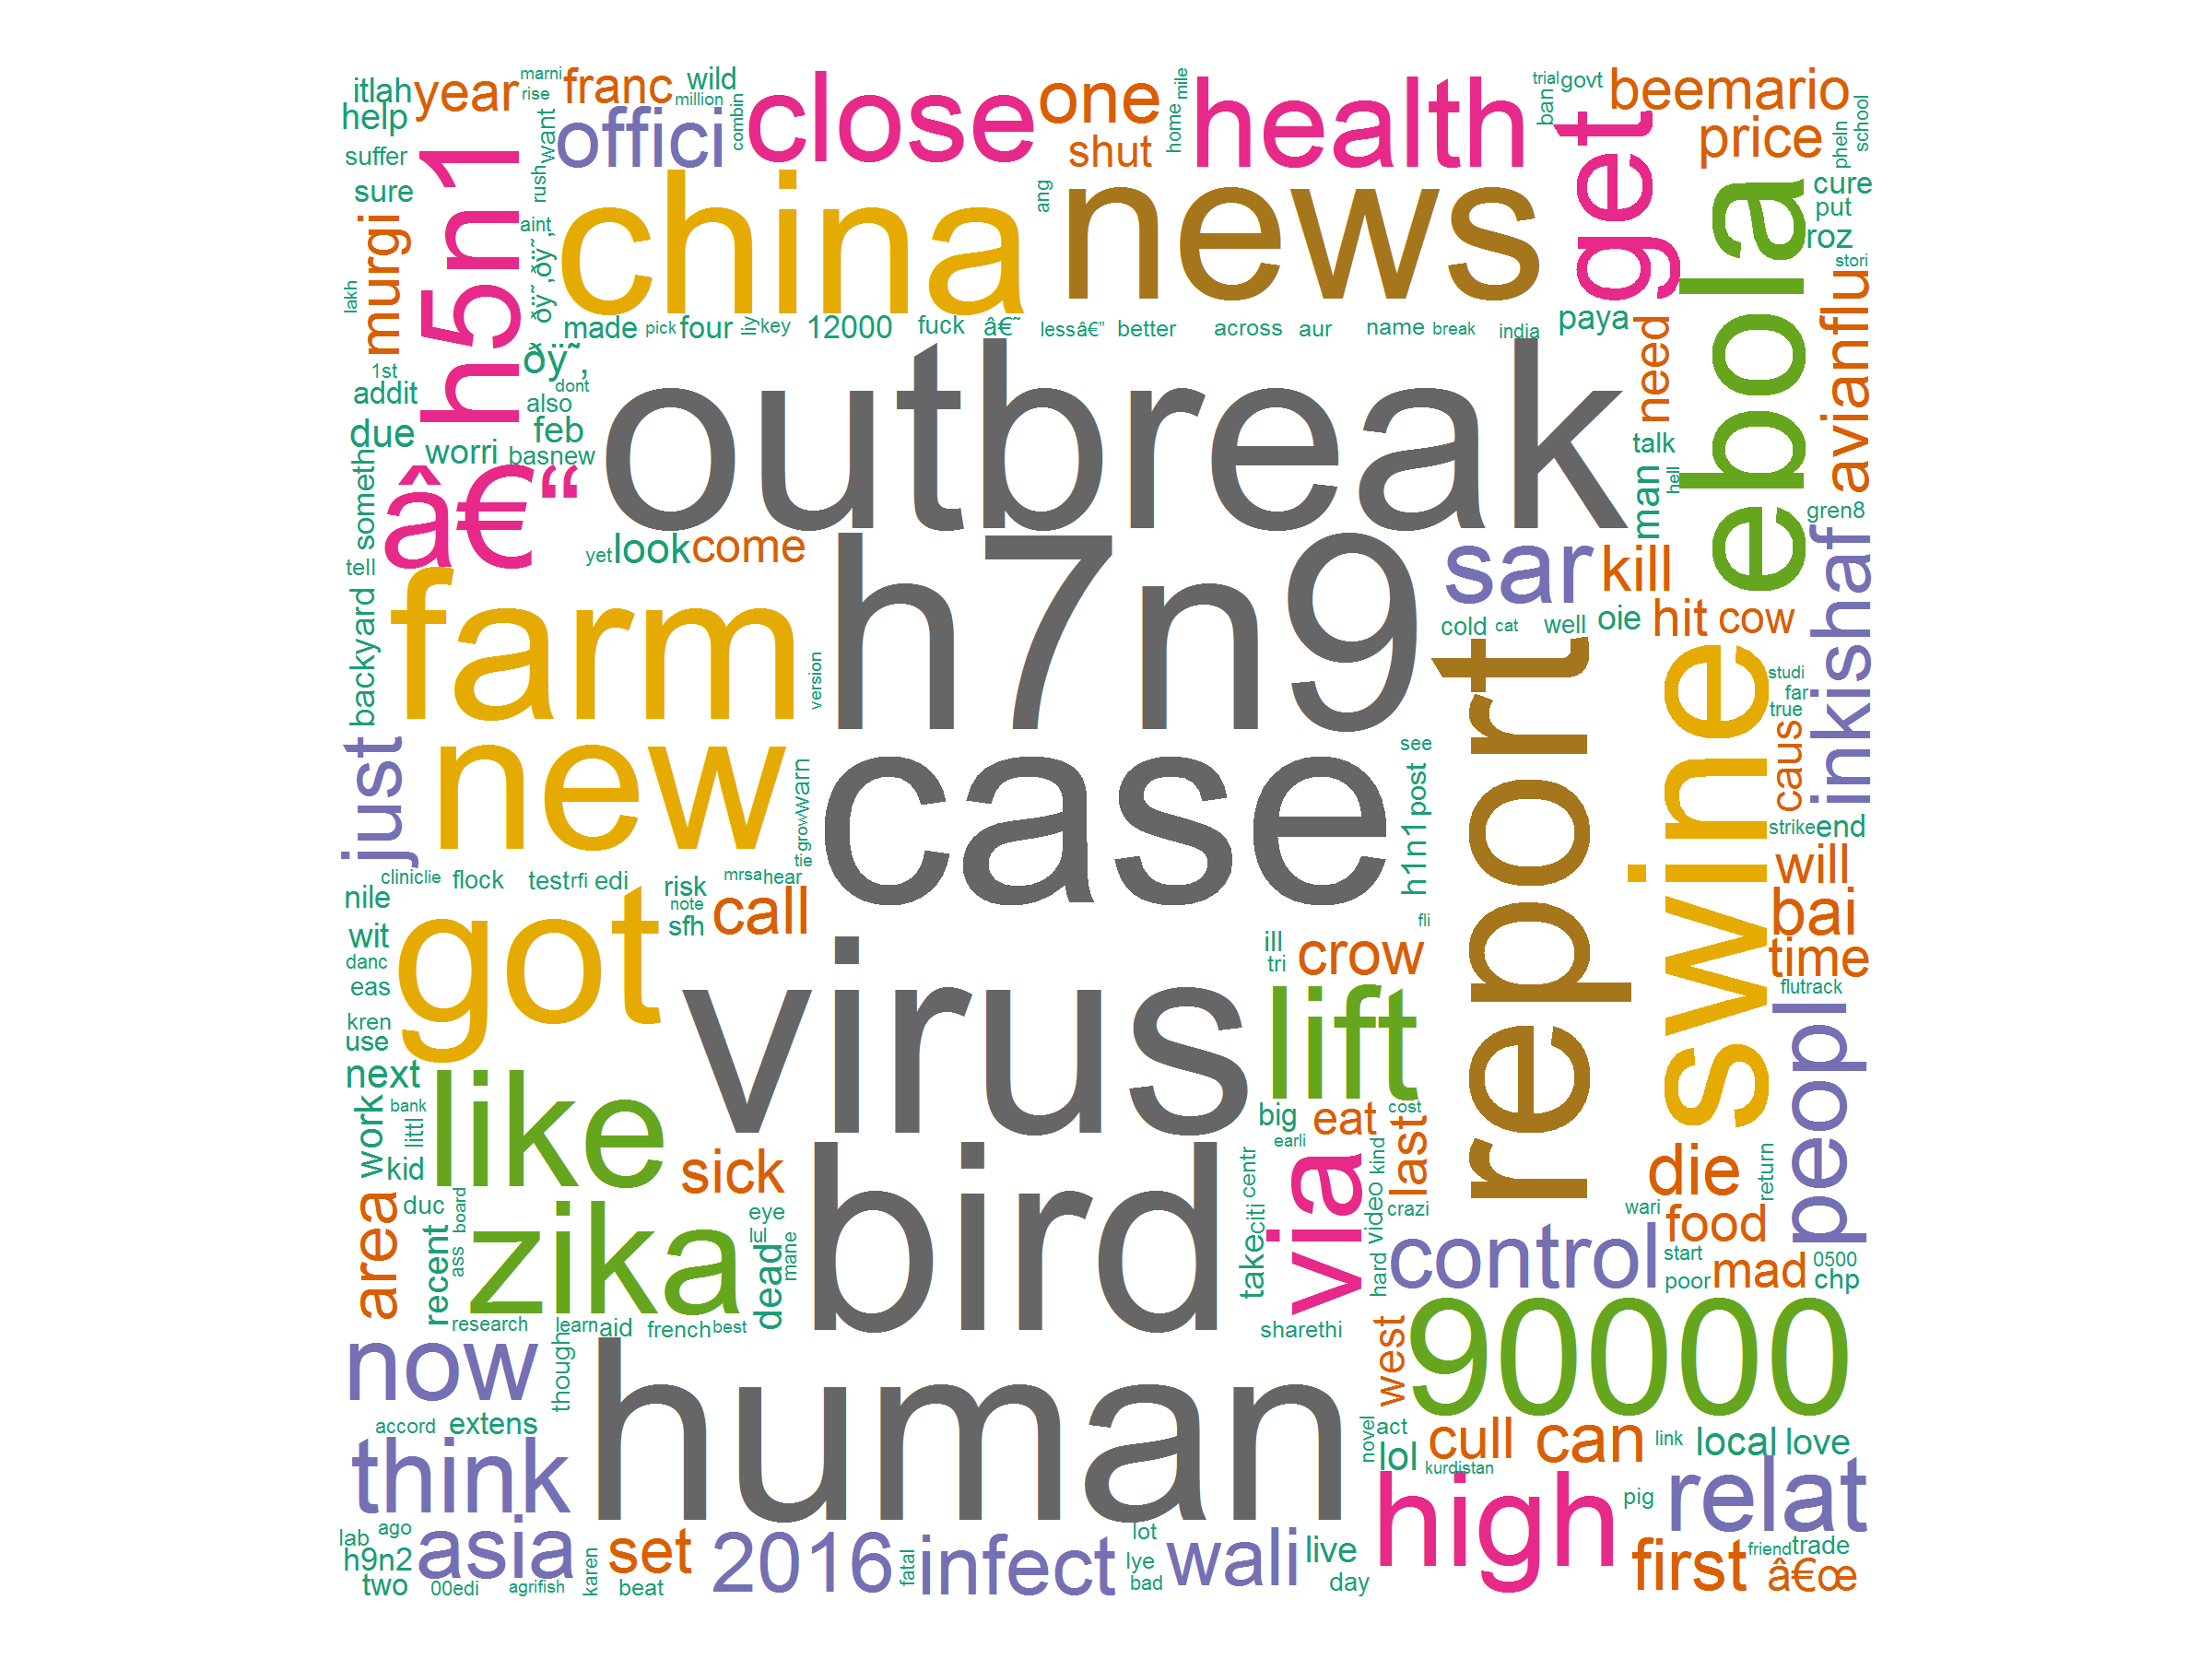 itlah year marni rise franc wild million combin close one home mile health trial govt ban beemario
help offici shut get price pheln school
suffer h5n1 rush want china ang news ebola cure
sure aint put
murgi ðÿ˜‚ðÿ˜‚ roz
lakh stori
made pick four liy key 12000 fuck â€˜ lessâ€” better across aur name break india paya avianflu
1st ðÿ˜‚ outbreak need
addit also dont
due worri feb basnew talk
someth â€“ man hell gren8
yet look come h7n9 sar kill inkishaf
tell farm
backyard version cold cat well oie hit cow
report swine studi
far
true
just new grow warn case see caus
tie h1n1 post strike end
clinic lie flock test rfi edi risk mrsa hear will
nile note fli bai
wit got call sfh virus ill crow time
danc tri
eas lift flutrack
kren peopl
use
next like big eat cost last
work bank littl earli
kid sick bird centr via kind die return
area duc board eye crazi wari
recent ass zika lul mane dead take citi hard video control food
start
poor mad 0500
chp
research learn aid french best sharethi
now though human west 90000
accord extens novel act cull can link local love
think lol kurdistan
high pig relat
lab ago asia set 2016 fatal infect lot wali live first friend trade
h9n2 lye
two 00edi agrifish karen beat bad day â€œ